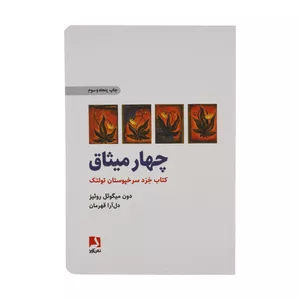 چاپ پنجاه و سوم
چهار میثاق
کتاب خرد سرخپوستان تولتک
دون میگوئل روئیز
دل‌آرا قهرمان